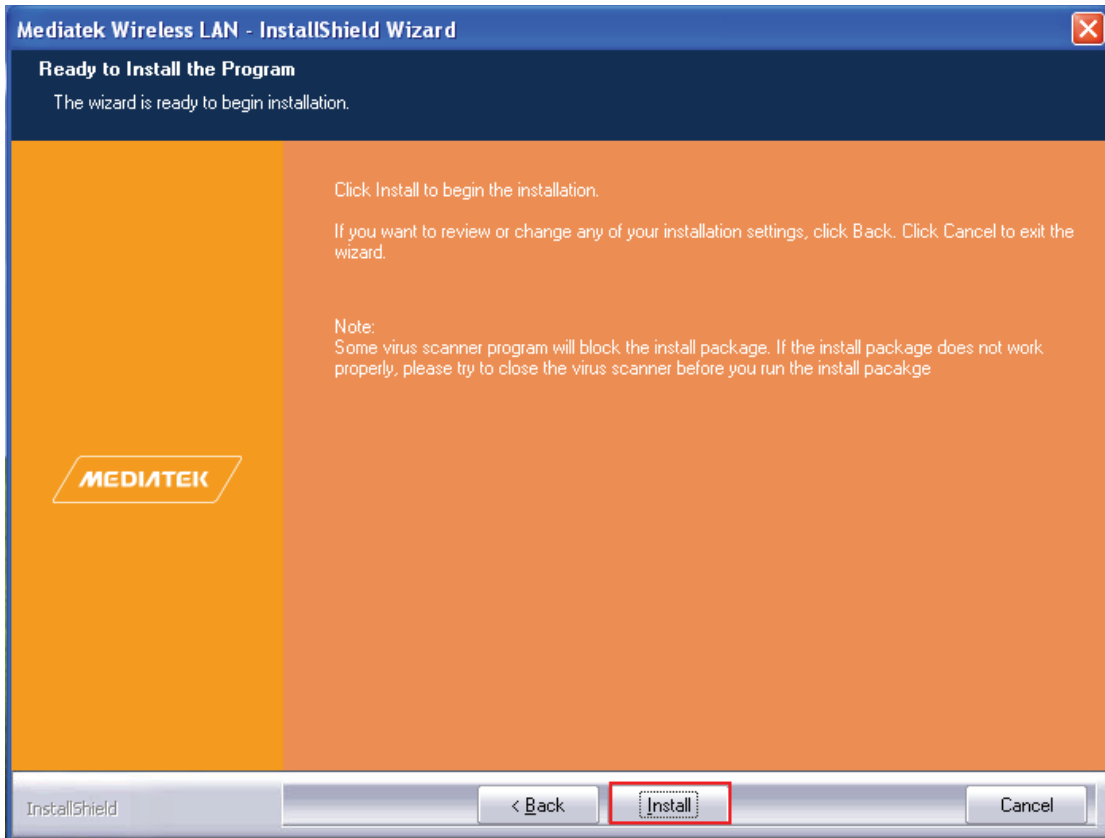 Mediatek Wireless LAN - InstallShield Wizard
Ready to Install the Program
The wizard is ready to begin installation.
Click Install to begin the installation.
If you want to review or change any of your installation settings, click Back. Click Cancel to exit the
wizard.
Note:
Some virus scanner program will block the install package. If the install package does not work
properly, please try to close the virus scanner before you run the install pacakge
MEDIATEK
InstallShield
< Back
Install
Cancel